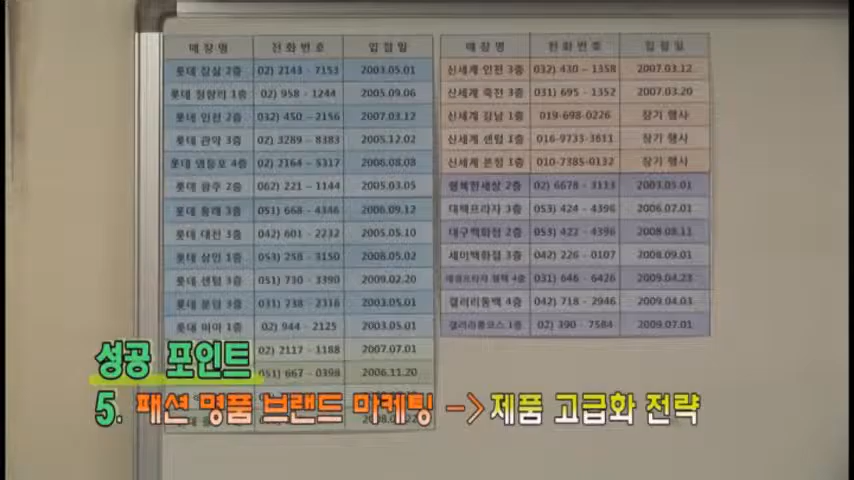 매장명 전화번호 입점일
롯데 잠실 2층 02) 2143 - 7153 2003.05.01
롯데 청량리 1층 02) 958 - 1244 2005.09.06
롯데 인천 2층 032) 450 - 2156 2007.03.12
롯데 관악 3층 02) 3289 - 8383 2005.12.02
롯데 영등포 4층 02) 2164 - 5317 2006.08.08
롯데 광주 2층 062) 221 - 1144 2005.03.05
롯데 동래 3층 051) 668 - 4346 2006.09.12
롯데 대전 3층 042) 601 - 2232 2005.05.10
롯데 상인 1층 053) 258 - 3150 2008.05.02
롯데 센텀 3층 051) 730 - 3390 2009.02.20
롯데 분당 3층 031) 738 - 2316 2003.05.01
롯데 미아 1층 02) 944 - 2125 2003.05.01
02) 2117 - 1188 2007.07.01
051) 667 - 0398 2006.11.20
매장명 전화번호 입점일
신세계 인천 3층 032) 430 - 1358 2007.03.12
신세계 죽전 3층 031) 695 - 1352 2007.03.20
신세계 강남 1층 019-698-0226 장기 행사
신세계 센텀 1층 016-9733-3611 장기 행사
신세계 본점 1층 010-7385-0132 장기 행사
행복한세상 2층 02) 6678 - 3133 2003.05.01
대백프라자 3층 053) 424 - 4396 2006.07.01
대구백화점 2층 053) 422 - 4396 2008.08.11
세이백화점 3층 042) 226 - 0107 2008.09.01
4층 031) 646 - 6426 2009.04.23
갤러리동백 4층 042) 718 - 2946 2009.04.03
1층 02) 390 - 7584 2009.07.01
성공 포인트
5. 패션 명품 브랜드 마케팅 -> 제품 고급화 전략